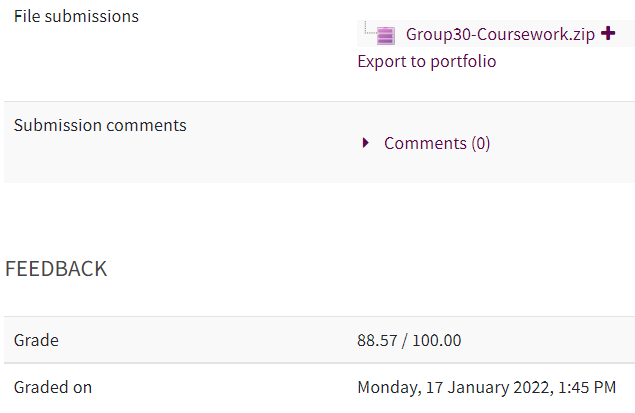 File submissions
Group30-Coursework.zip
Export to portfolio
Submission comments
Comments (0)
FEEDBACK
Grade 88.57 / 100.00
Graded on Monday, 17 January 2022, 1:45 PM